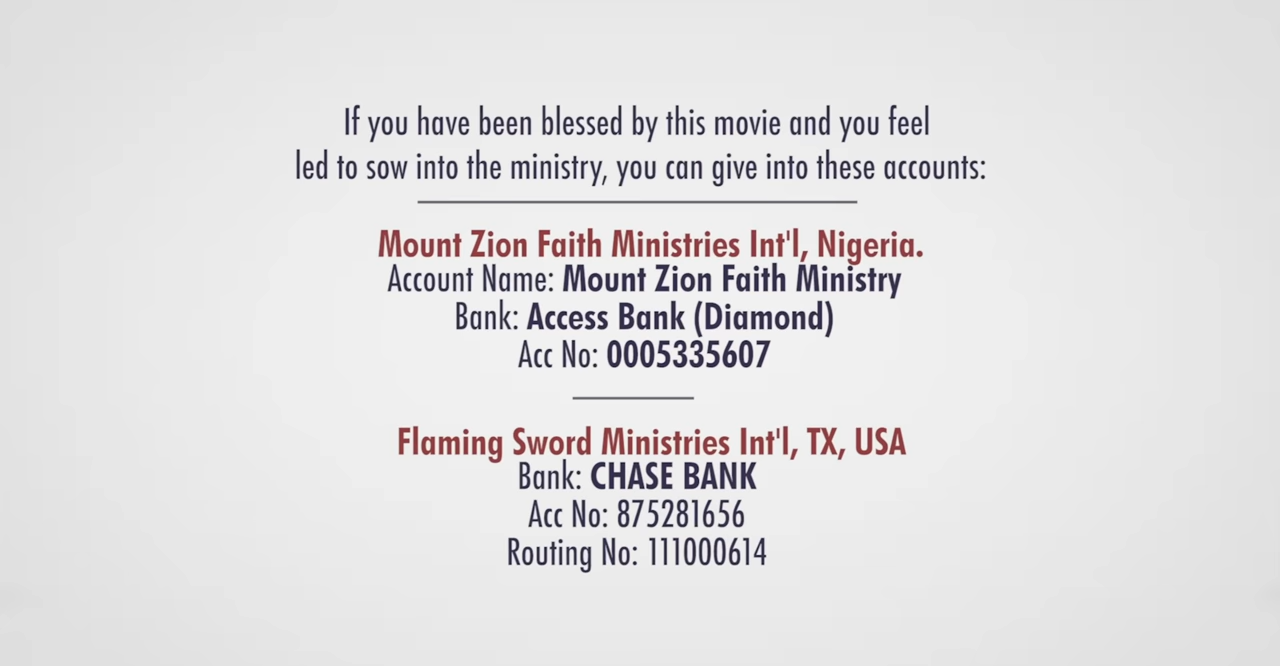 If you have been blessed by this movie and you feel
led to sow into the ministry, you can give into these accounts:
Mount Zion Faith Ministries Int'l, Nigeria.
Account Name: Mount Zion Faith Ministry
Bank: Access Bank (Diamond)
Acc No: 0005335607
Flaming Sword Ministries Int'l, TX, USA
Bank: CHASE BANK
Acc No: 875281656
Routing No: 111000614